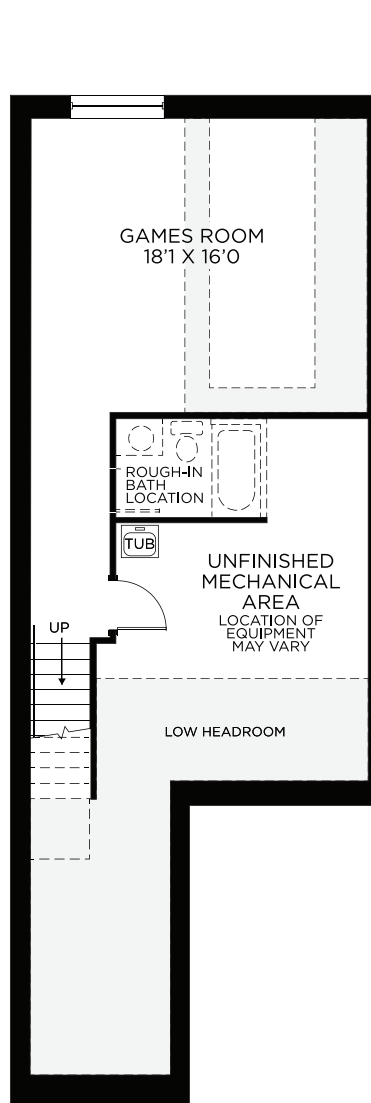 GAMES ROOM
18'1 X 16'0
ROUGH-IN
BATH
LOCATION
TUB
UNFINISHED
MECHANICAL
AREA
LOCATION OF
EQUIPMENT
MAY VARY
UP
LOW HEADROOM